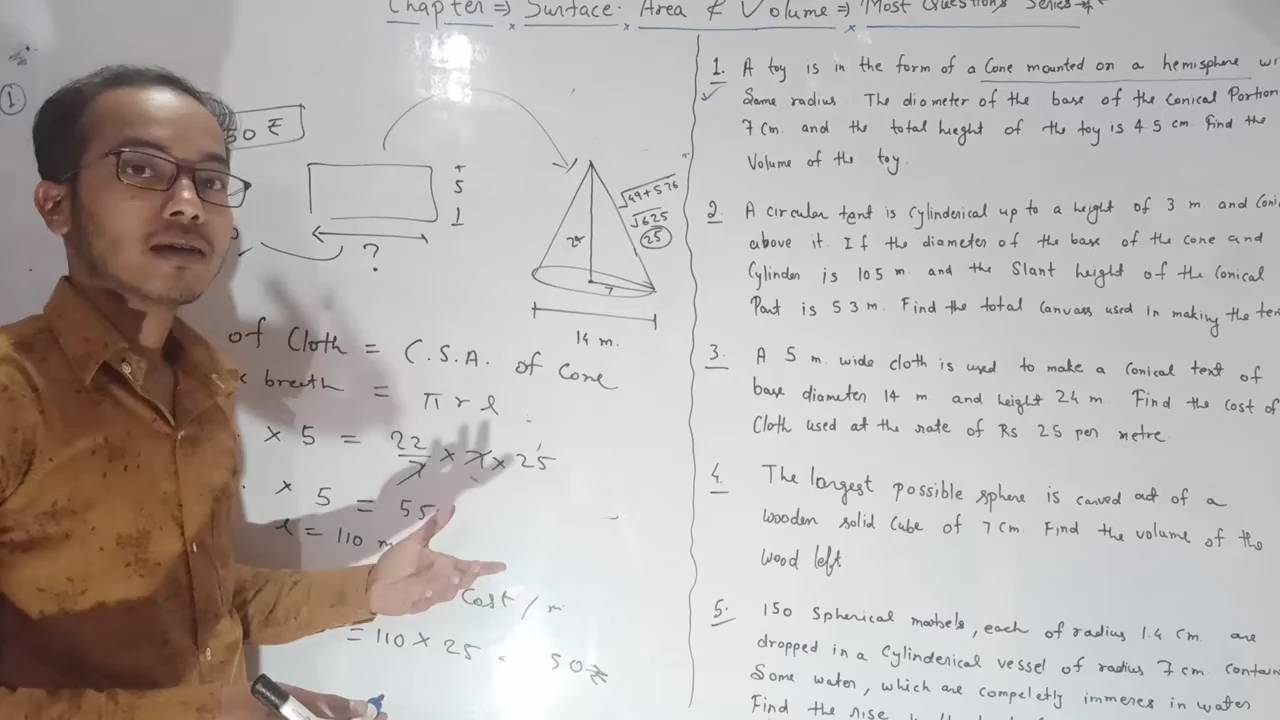 Chapter ⇒ Surface Area & Volume ⇒ Most Questions Series
1.
50 ₹
5
?
√49+576
√625
25
7
14 m.
of Cloth = C.S.A. of Cone
x breath = π r l
x 5 = 22/7 x 7 x 25
x 5 = 55
l = 110 m
Cost / m
= 110 x 25 = 50 ₹
1. A toy is in the form of a Cone mounted on a hemisphere
Same radius The diameter of the base of the Conical Portion
7 Cm. and the total hieght of the toy is 4 5 cm. find the
Volume of the toy.
2. A circular tent is Cylinderical up to a height of 3 m. and
above it. If the diameter of the base of the cone and
Cylinder is 105 m. and the Slant height of the Conical
Part is 53 m. Find the total Canvass used in making the
3. A 5 m. wide cloth is used to make a Conical text of
base diameter 14 m and height 24 m. Find the cost of
Cloth used at the rate of Rs. 25 per metre.
4. The largest possible sphere is carved out of a
wooden solid Cube of 7 Cm. Find the volume of the
wood left.
5. 150 Spherical marbels, each of radius 1.4 Cm. are
dropped in a Cylinderical vessel of radius 7 cm
Some water, which are compeletly immeres in water
Find the rise